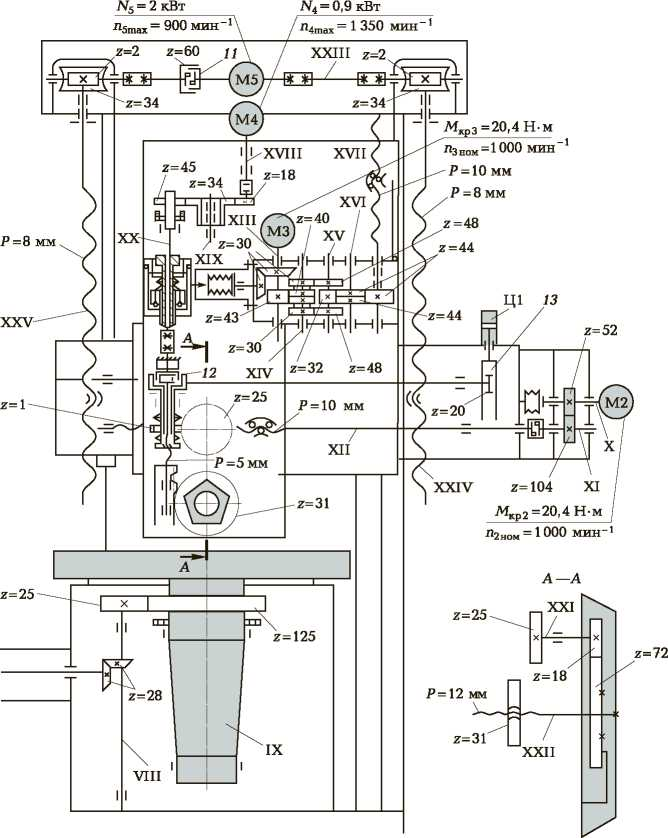 N5 = 2 кВт
n5max = 900 мин⁻¹
N4 = 0,9 кВт
n4max = 1 350 мин⁻¹
z=2
z=60
11
М5
XXIII
z=2
z=34
z=34
М4
Mкр3 = 20,4 Н·м
n3ном = 1000 мин⁻¹
XVIII
XVII
z=45
z=34
z=18
P=10 мм
P=8 мм
XIII
z=40
XVI
М3
XV
z=48
P=8 мм
XX
XIX
z=30
z=44
XXV
z=43
z=44
Ц1
13
А
z=30
z=32
z=48
z=52
XIV
12
z=25
z=1
P=10 мм
z=20
М2
XII
X
P=5 мм
XXIV
z=104
XI
z=31
Mкр2 = 20,4 Н·м
n2ном = 1000 мин⁻¹
А
А—А
z=25
z=125
z=25
XXI
z=72
z=18
z=28
P=12 мм
IX
z=31
XXII
VIII